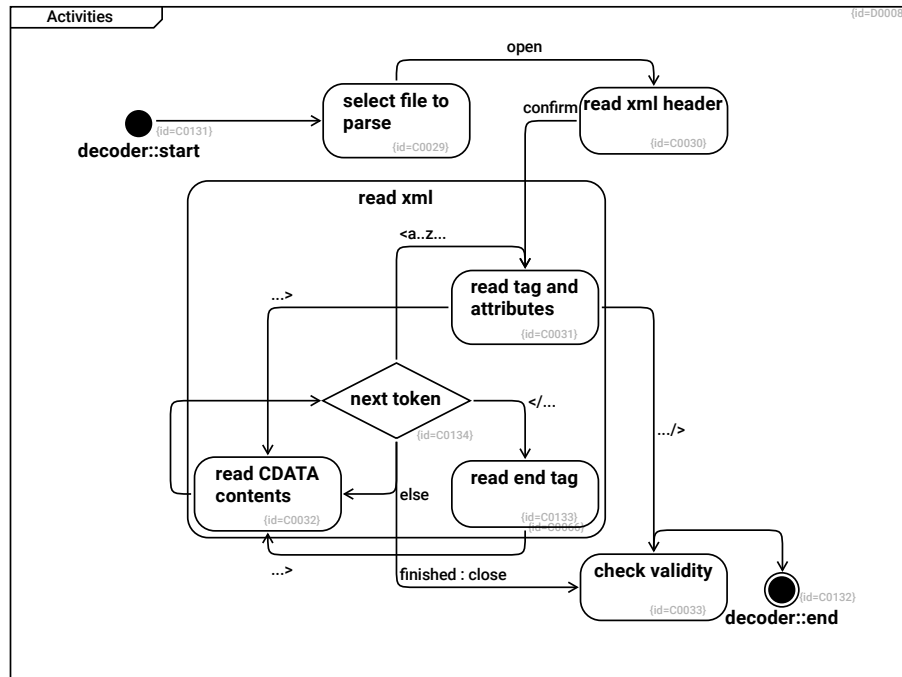 Activities
{id=D0008
open
select file to
parse
{id=C0029}
confirm
read xml header
{id=C0030}
{id=C0131}
decoder::start
read xml
<a..z...
read tag and
attributes
{id=C0031}
...>
next token
{id=C0134}
</...
.../>
read CDATA
contents
{id=C0032}
else
read end tag
{id=C0133}
{id=C0066}
...>
finished : close
check validity
{id=C0033}
{id=C0132}
decoder::end